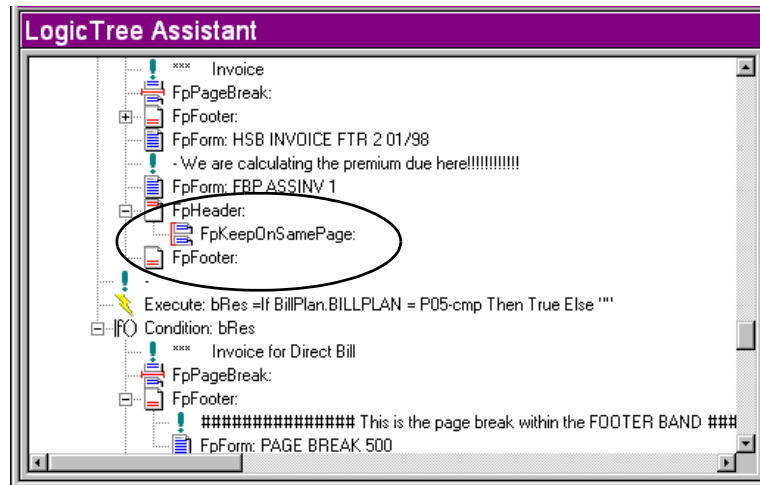 LogicTree Assistant
*** Invoice
FpPageBreak:
FpFooter:
FpForm: HSB INVOICE FTR 2 01/98
- We are calculating the premium due here!!!!!!!!!!!!
FpForm: FBP ASSINV 1
FpHeader:
FpKeepOnSamePage:
FpFooter:
-
Execute: bRes =If BillPlan.BILLPLAN = P05-cmp Then True Else ""
If() Condition: bRes
*** Invoice for Direct Bill
FpPageBreak:
FpFooter:
############### This is the page break within the FOOTER BAND ###
FpForm: PAGE BREAK 500